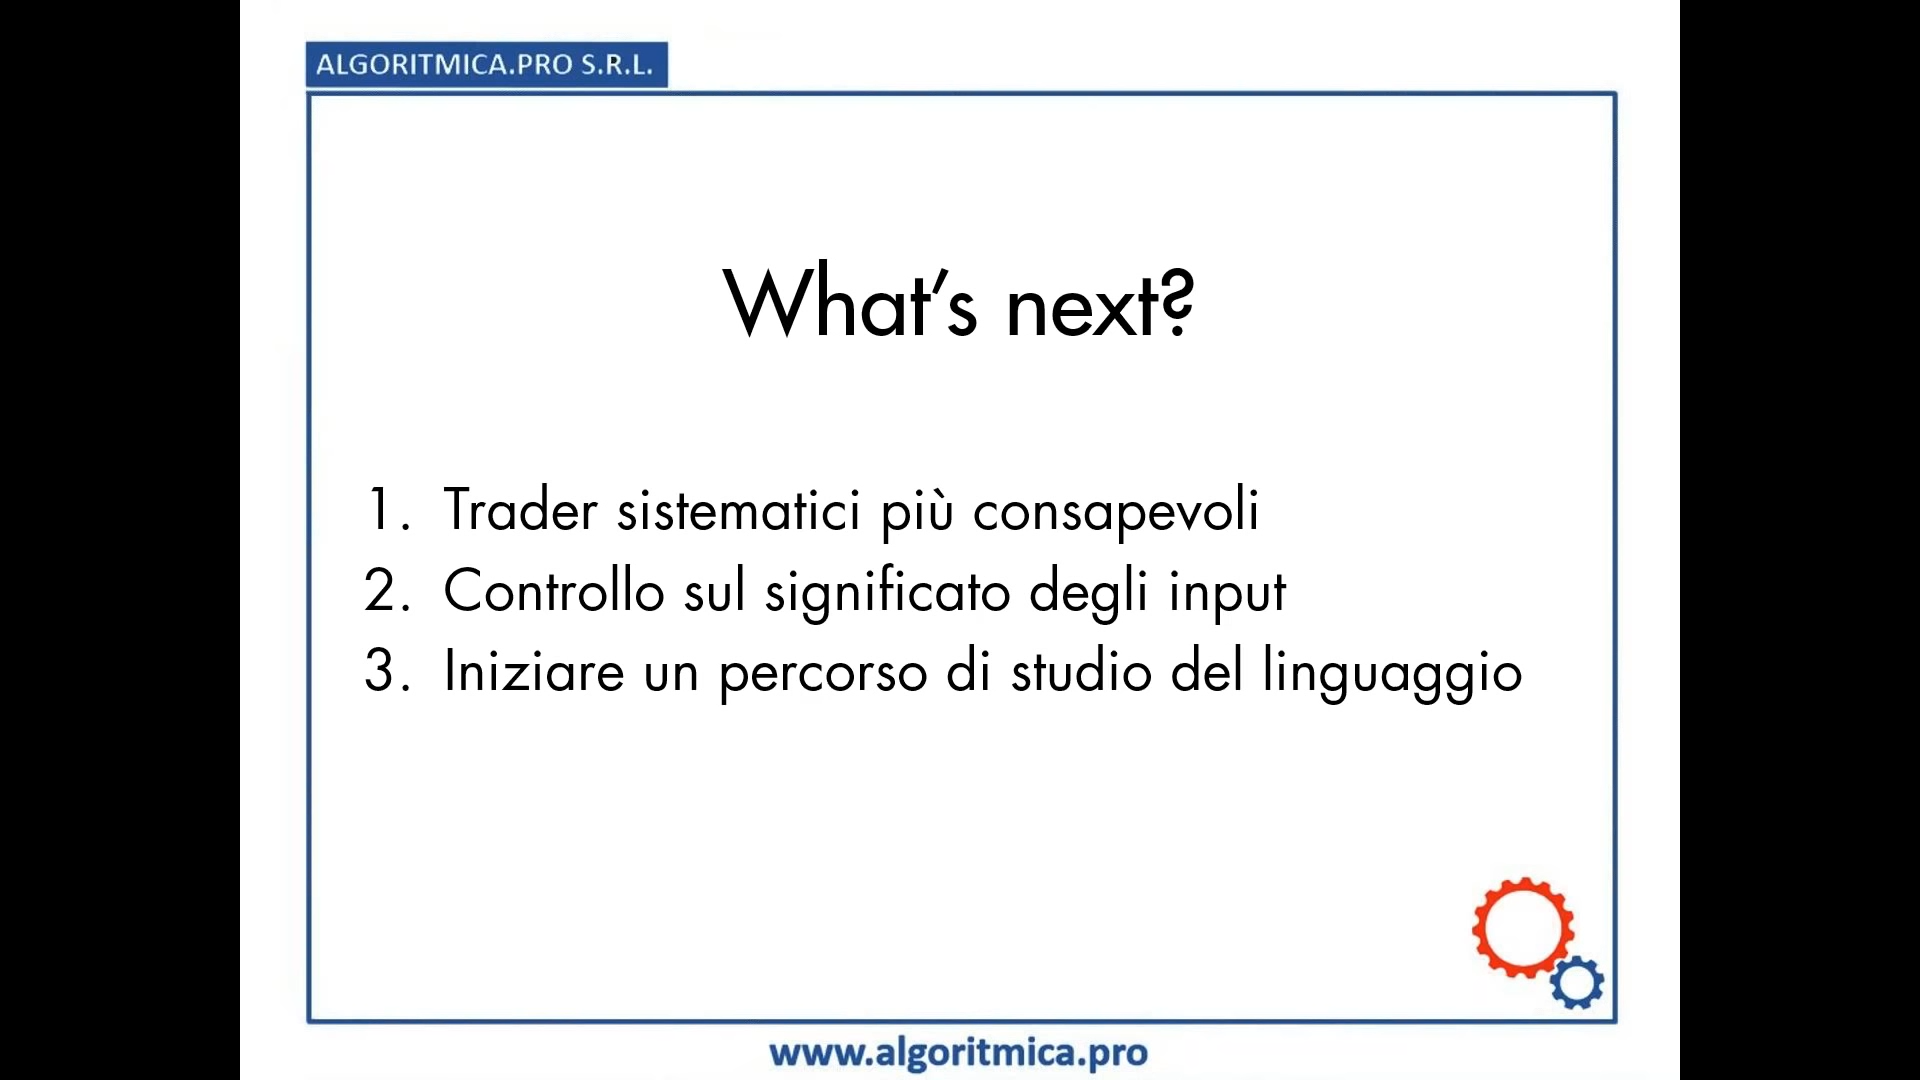 ALGORITMICA.PRO S.R.L.
What's next?
1. Trader sistematici più consapevoli
2. Controllo sul significato degli input
3. Iniziare un percorso di studio del linguaggio
www.algoritmica.pro